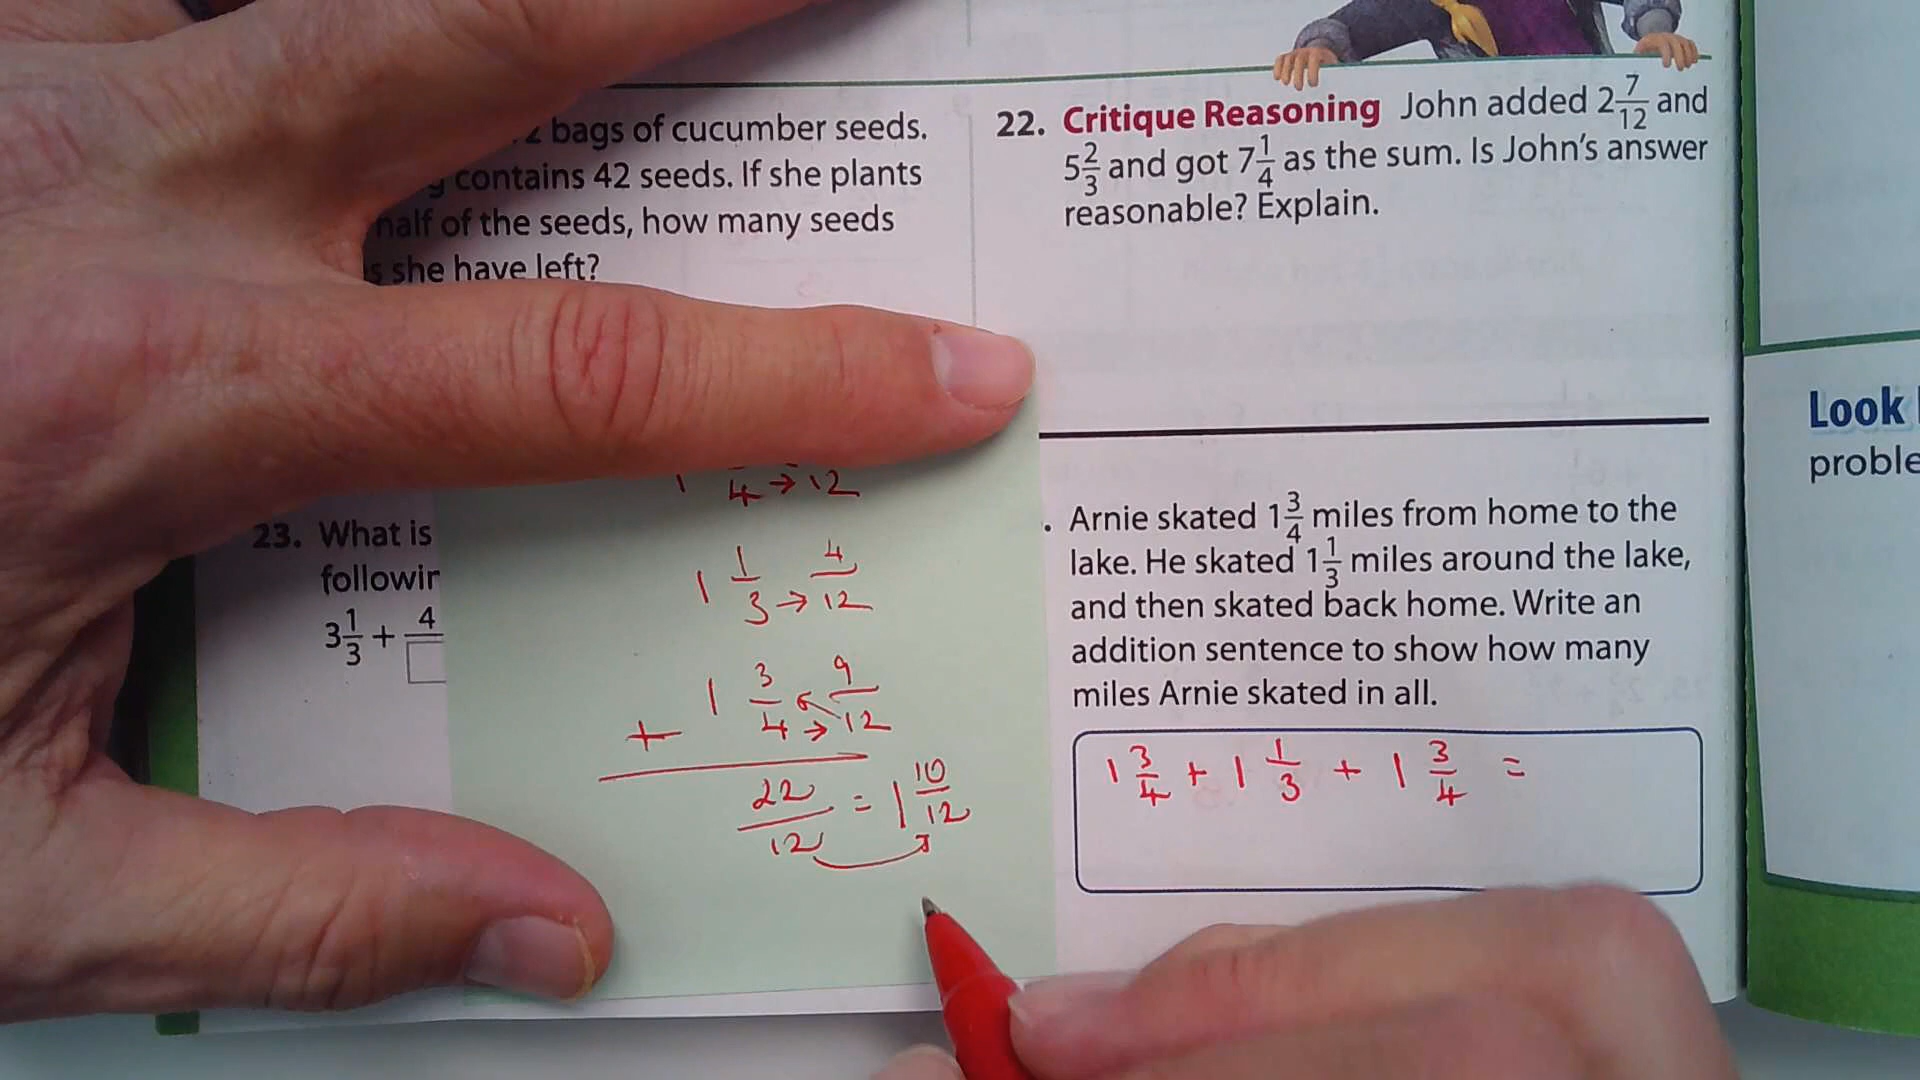 2 bags of cucumber seeds.
contains 42 seeds. If she plants
half of the seeds, how many seeds
she have left?
22. Critique Reasoning John added 2 7/12 and
5 2/3 and got 7 1/4 as the sum. Is John's answer
reasonable? Explain.
23. What is
3 1/3 + 4/□
1 /4 → 12
1 1/3 → 4/12
+ 1 3/4 → 9/12
22/12 = 1 10/12
. Arnie skated 1 3/4 miles from home to the
lake. He skated 1 1/3 miles around the lake,
and then skated back home. Write an
addition sentence to show how many
miles Arnie skated in all.
1 3/4 + 1 1/3 + 1 3/4 =
Look
proble